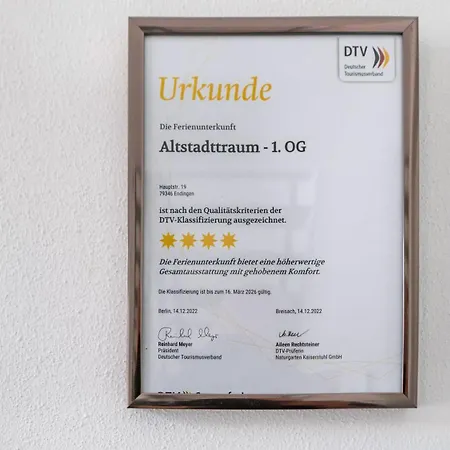 DTV
Deutscher
Tourismusverband
Urkunde
Die Ferienunterkunft
Altstadttraum - 1. OG
Hauptstr. 19
79346 Endingen
ist nach den Qualitätskriterien der
DTV-Klassifizierung ausgezeichnet.
Die Ferienunterkunft bietet eine höherwertige
Gesamtausstattung mit gehobenem Komfort.
Die Klassifizierung ist bis zum 16. März 2026 gültig.
Berlin, 14.12.2022
Breisach, 14.12.2022
Reinhard Meyer
Präsident
Deutscher Tourismusverband
Aileen Rechtsteiner
DTV-Prüferin
Naturgarten Kaiserstuhl GmbH